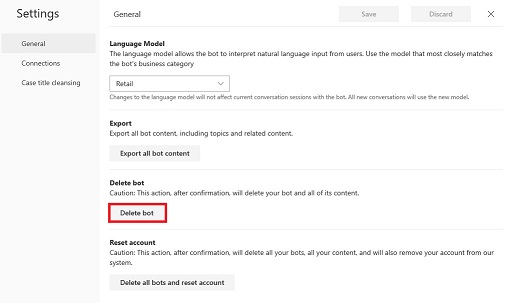 Settings
General
Save
Discard
General
Connections
Case title cleansing
Language Model
The language model allows the bot to interpret natural language input from users. Use the model that most closely matches
the bot's business category
Retail
Changes to the language model will not affect current conversation sessions with the bot. All new conversations will use the new model.
Export
Export all bot content, including topics and related content.
Export all bot content
Delete bot
Caution: This action, after confirmation, will delete your bot and all of its content.
Delete bot
Reset account
Caution: This action, after confirmation, will delete all your bots, all your content, and will also remove your account from our
system.
Delete all bots and reset account